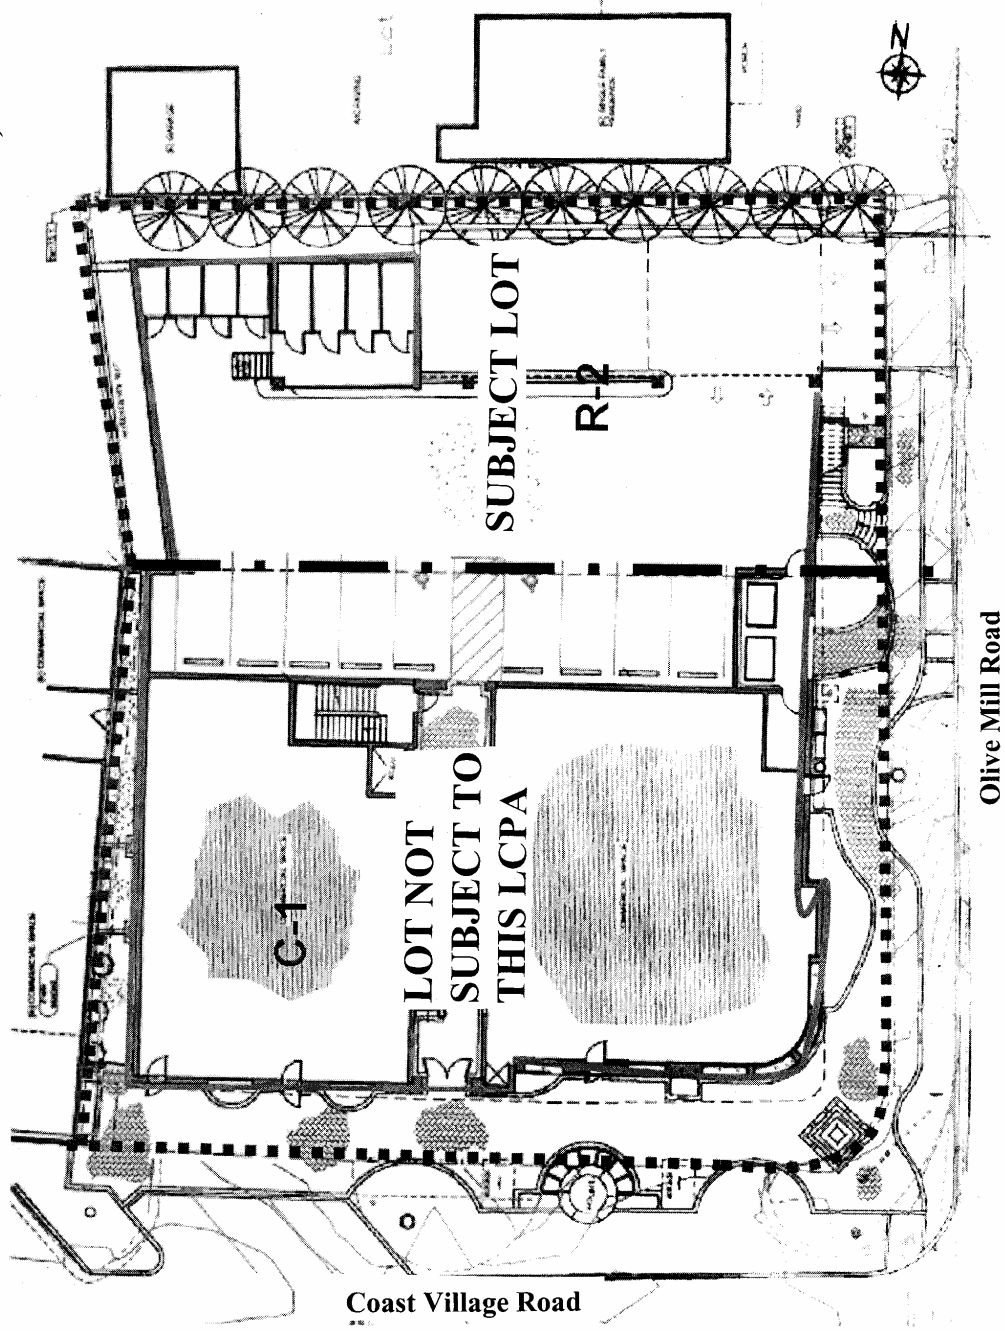 N
SUBJECT LOT
R-2
LOT NOT
SUBJECT TO
THIS LCPA
C-1
Olive Mill Road
Coast Village Road